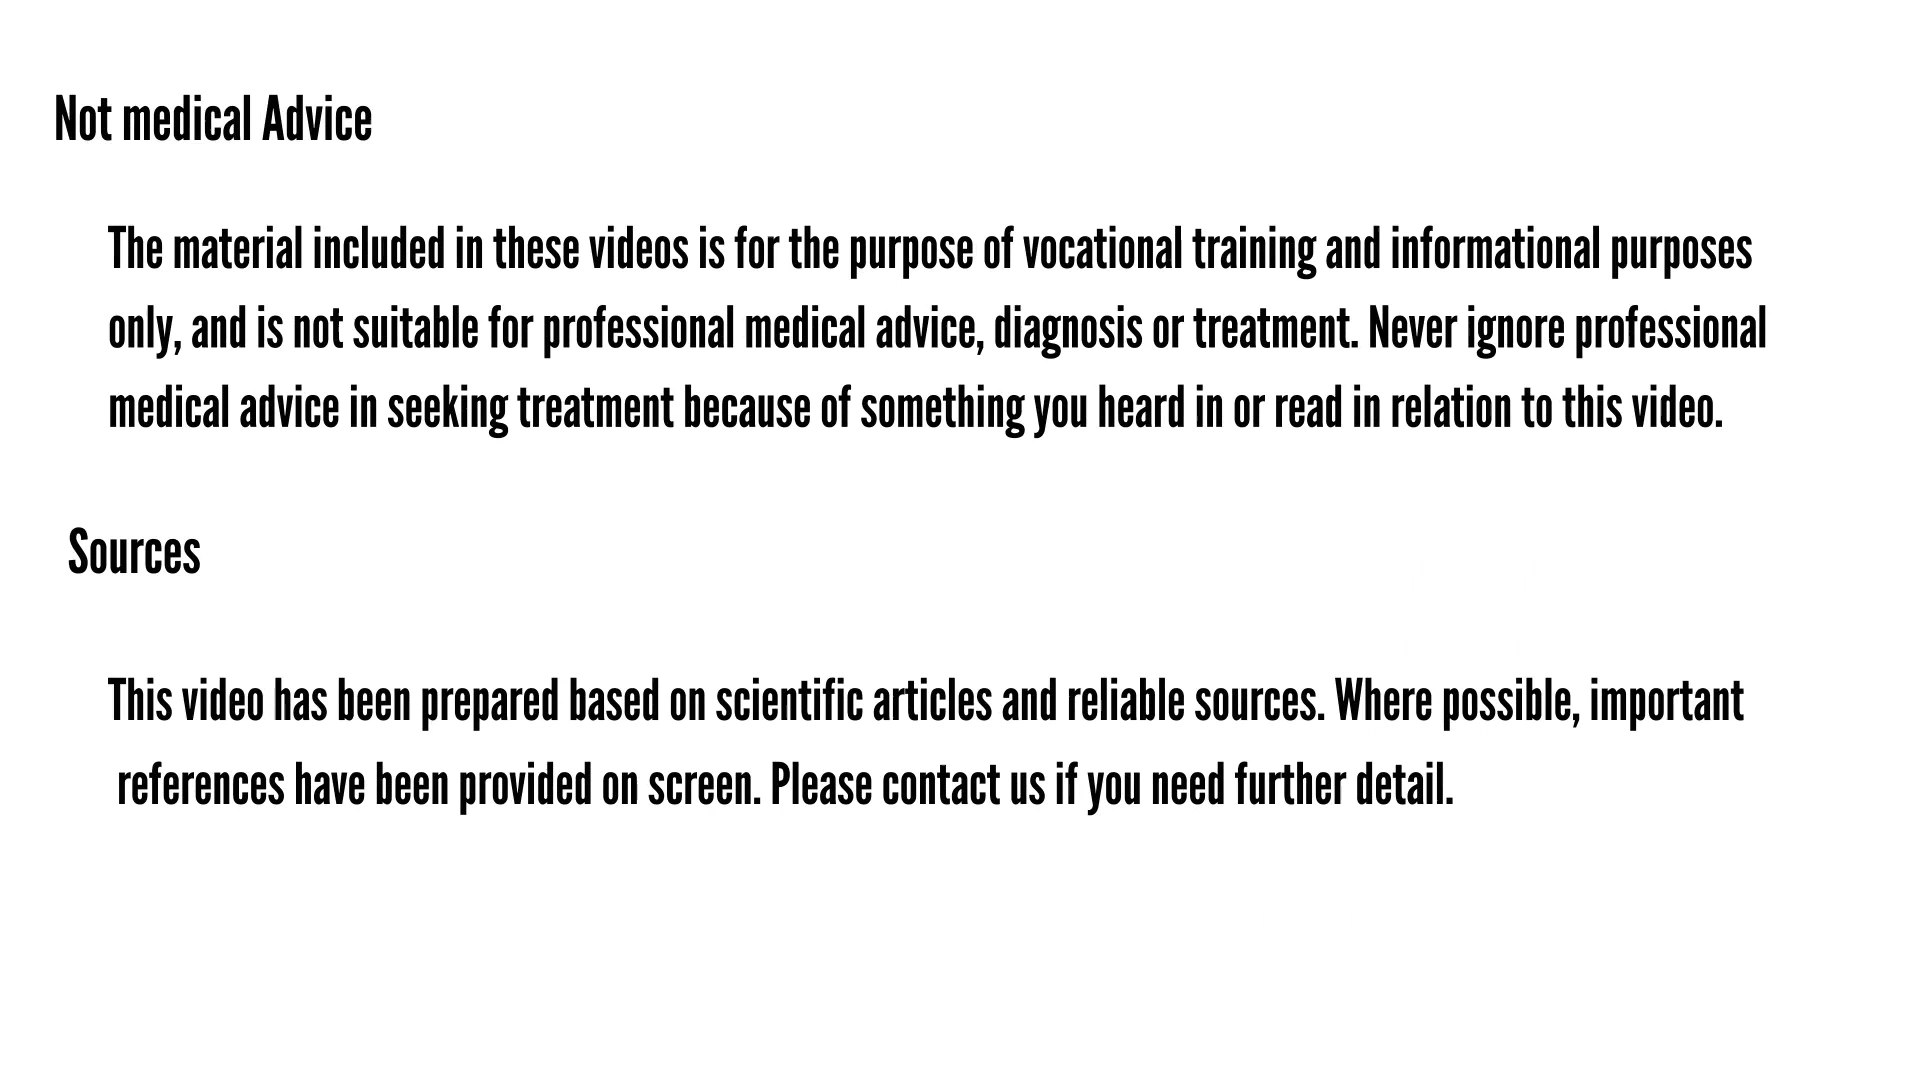 Not medical Advice
The material included in these videos is for the purpose of vocational training and informational purposes
only, and is not suitable for professional medical advice, diagnosis or treatment. Never ignore professional
medical advice in seeking treatment because of something you heard in or read in relation to this video.
Sources
This video has been prepared based on scientific articles and reliable sources. Where possible, important
references have been provided on screen. Please contact us if you need further detail.